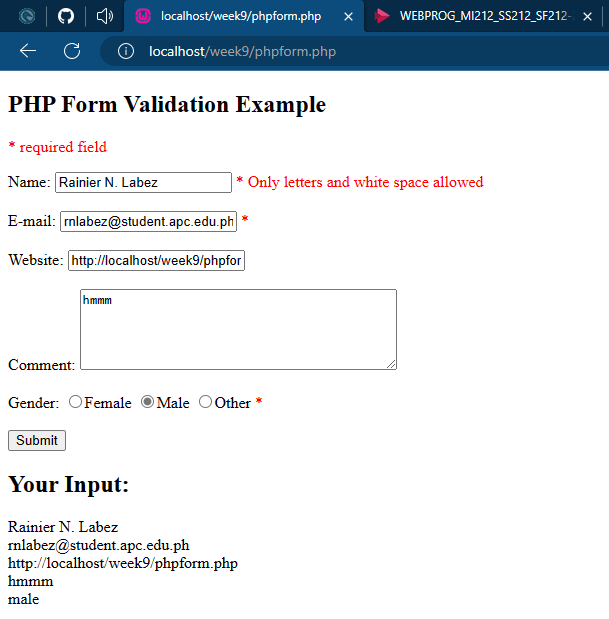 localhost/week9/phpform.php
WEBPROG_MI212_SS212_SF212-
localhost/week9/phpform.php
PHP Form Validation Example
* required field
Name: Rainier N. Labez * Only letters and white space allowed
E-mail: rnlabez@student.apc.edu.ph *
Website: http://localhost/week9/phpfor
hmmm
Comment:
Gender: Female Male Other *
Submit
Your Input:
Rainier N. Labez
rnlabez@student.apc.edu.ph
http://localhost/week9/phpform.php
hmmm
male